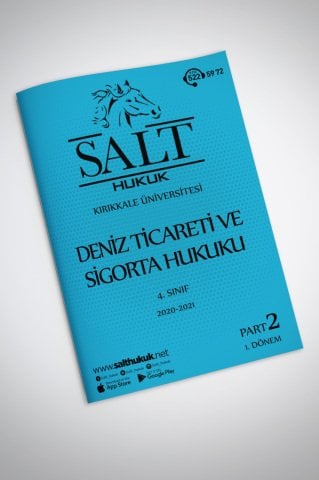 522 59 72
SALT
HUKUK
KIRIKKALE ÜNİVERSİTESİ
DENİZ TİCARETİ VE
SİGORTA HUKUKU
4. SINIF
2020-2021
PART 2
1. DÖNEM
www.salthukuk.net
App Store
Google Play